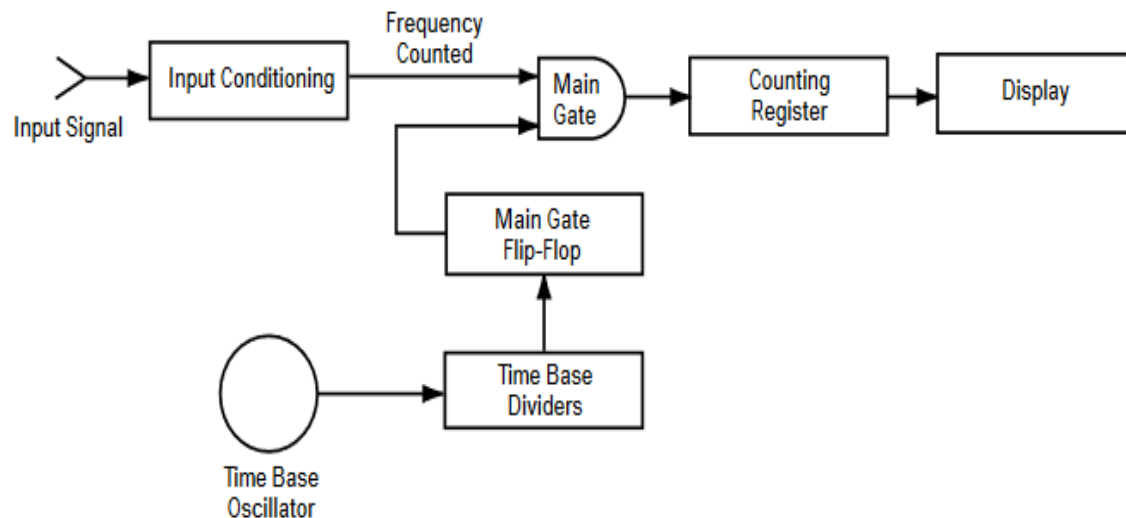 Frequency
Counted
Input Conditioning
Main
Gate
Counting
Register
Display
Input Signal
Main Gate
Flip-Flop
Time Base
Dividers
Time Base
Oscillator